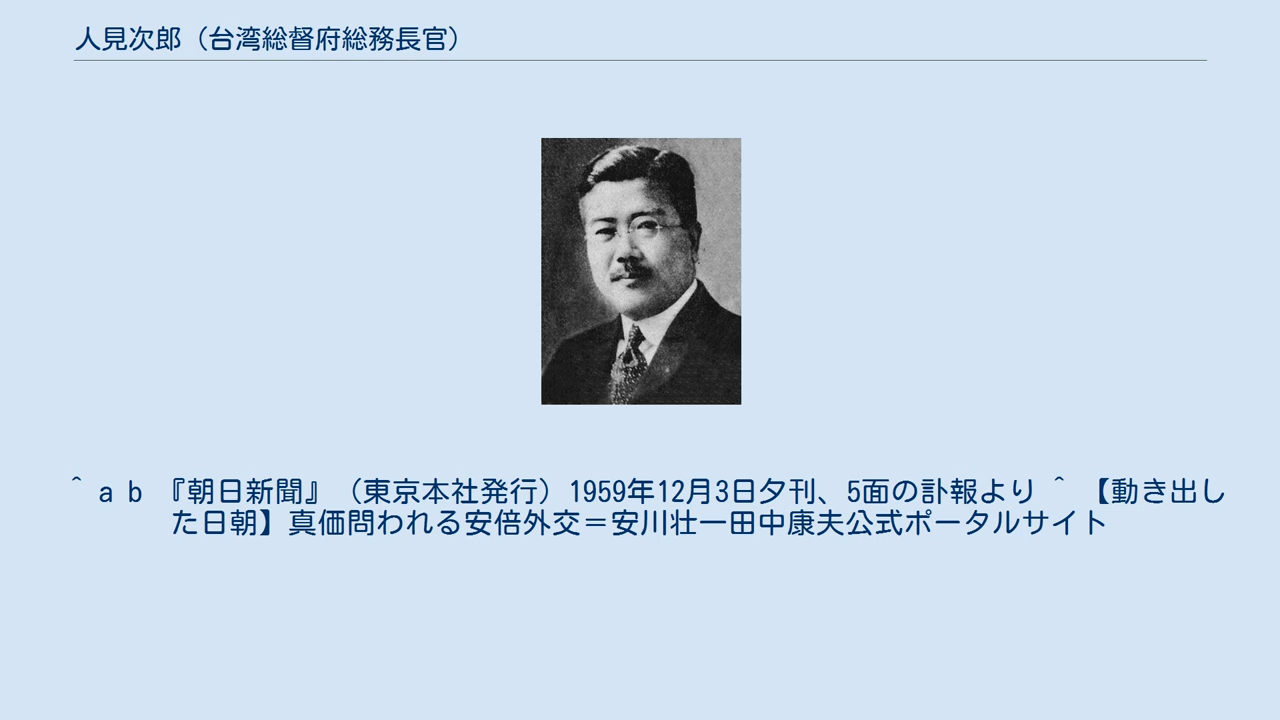 人見次郎（台湾総督府総務長官）
^ a b 『朝日新聞』（東京本社発行）1959年12月3日夕刊、5面の訃報より ^ 【動き出し
た日朝】真価問われる安倍外交＝安川壮一田中康夫公式ポータルサイト